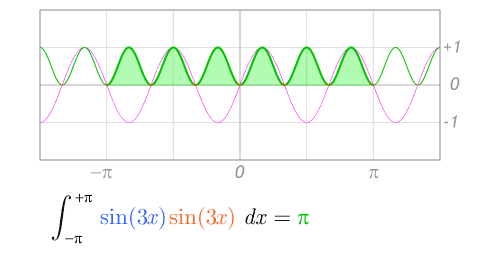 +1
0
-1
−π 0 π
∫₋π⁺π sin(3x) sin(3x) dx = π